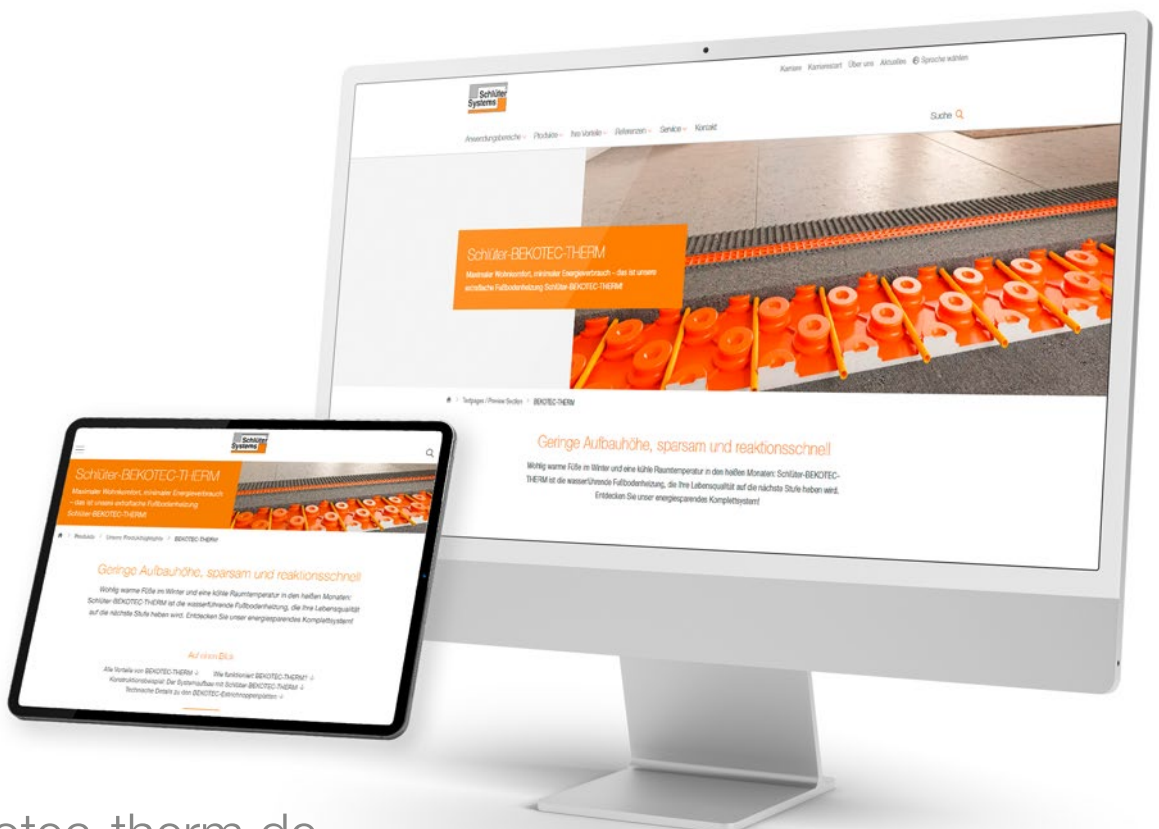 Schlüter
Systems
Karriere Karrierestart Über uns Aktuelles Sprache wählen
Suche
Anwendungsbereiche Produkte Ihre Vorteile Referenzen Service Kontakt
Schlüter-BEKOTEC-THERM
Maximaler Wohnkomfort, minimaler Energieverbrauch – das ist unsere
extraflache Fußbodenheizung Schlüter-BEKOTEC-THERM!
Testpages / Preview Seiten > BEKOTEC-THERM
Geringe Aufbauhöhe, sparsam und reaktionsschnell
Wohlig warme Füße im Winter und eine kühle Raumtemperatur in den heißen Monaten: Schlüter-BEKOTEC-
THERM ist die wasserführende Fußbodenheizung, die Ihre Lebensqualität auf die nächste Stufe heben wird.
Entdecken Sie unser energiesparendes Komplettsystem!
Schlüter
Systems
Schlüter-BEKOTEC-THERM
Maximaler Wohnkomfort, minimaler Energieverbrauch
– das ist unsere extraflache Fußbodenheizung
Schlüter-BEKOTEC-THERM!
Produkte > Unsere Produkthighlights > BEKOTEC-THERM
Geringe Aufbauhöhe, sparsam und reaktionsschnell
Wohlig warme Füße im Winter und eine kühle Raumtemperatur in den heißen Monaten:
Schlüter-BEKOTEC-THERM ist die wasserführende Fußbodenheizung, die Ihre Lebensqualität
auf die nächste Stufe heben wird. Entdecken Sie unser energiesparendes Komplettsystem!
Auf einen Blick
Alle Vorteile von BEKOTEC-THERM ↓ Wie funktioniert BEKOTEC-THERM? ↓
Konstruktionsbeispiel: Der Systemaufbau mit Schlüter-BEKOTEC-THERM ↓
Technische Details zu den BEKOTEC-Estrichnoppenplatten ↓